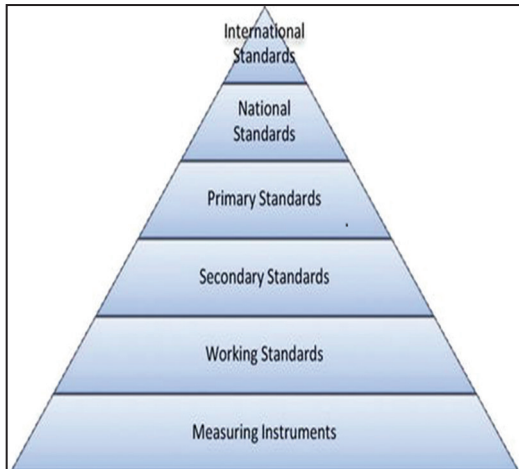 International
Standards
National
Standards
Primary Standards
Secondary Standards
Working Standards
Measuring Instruments